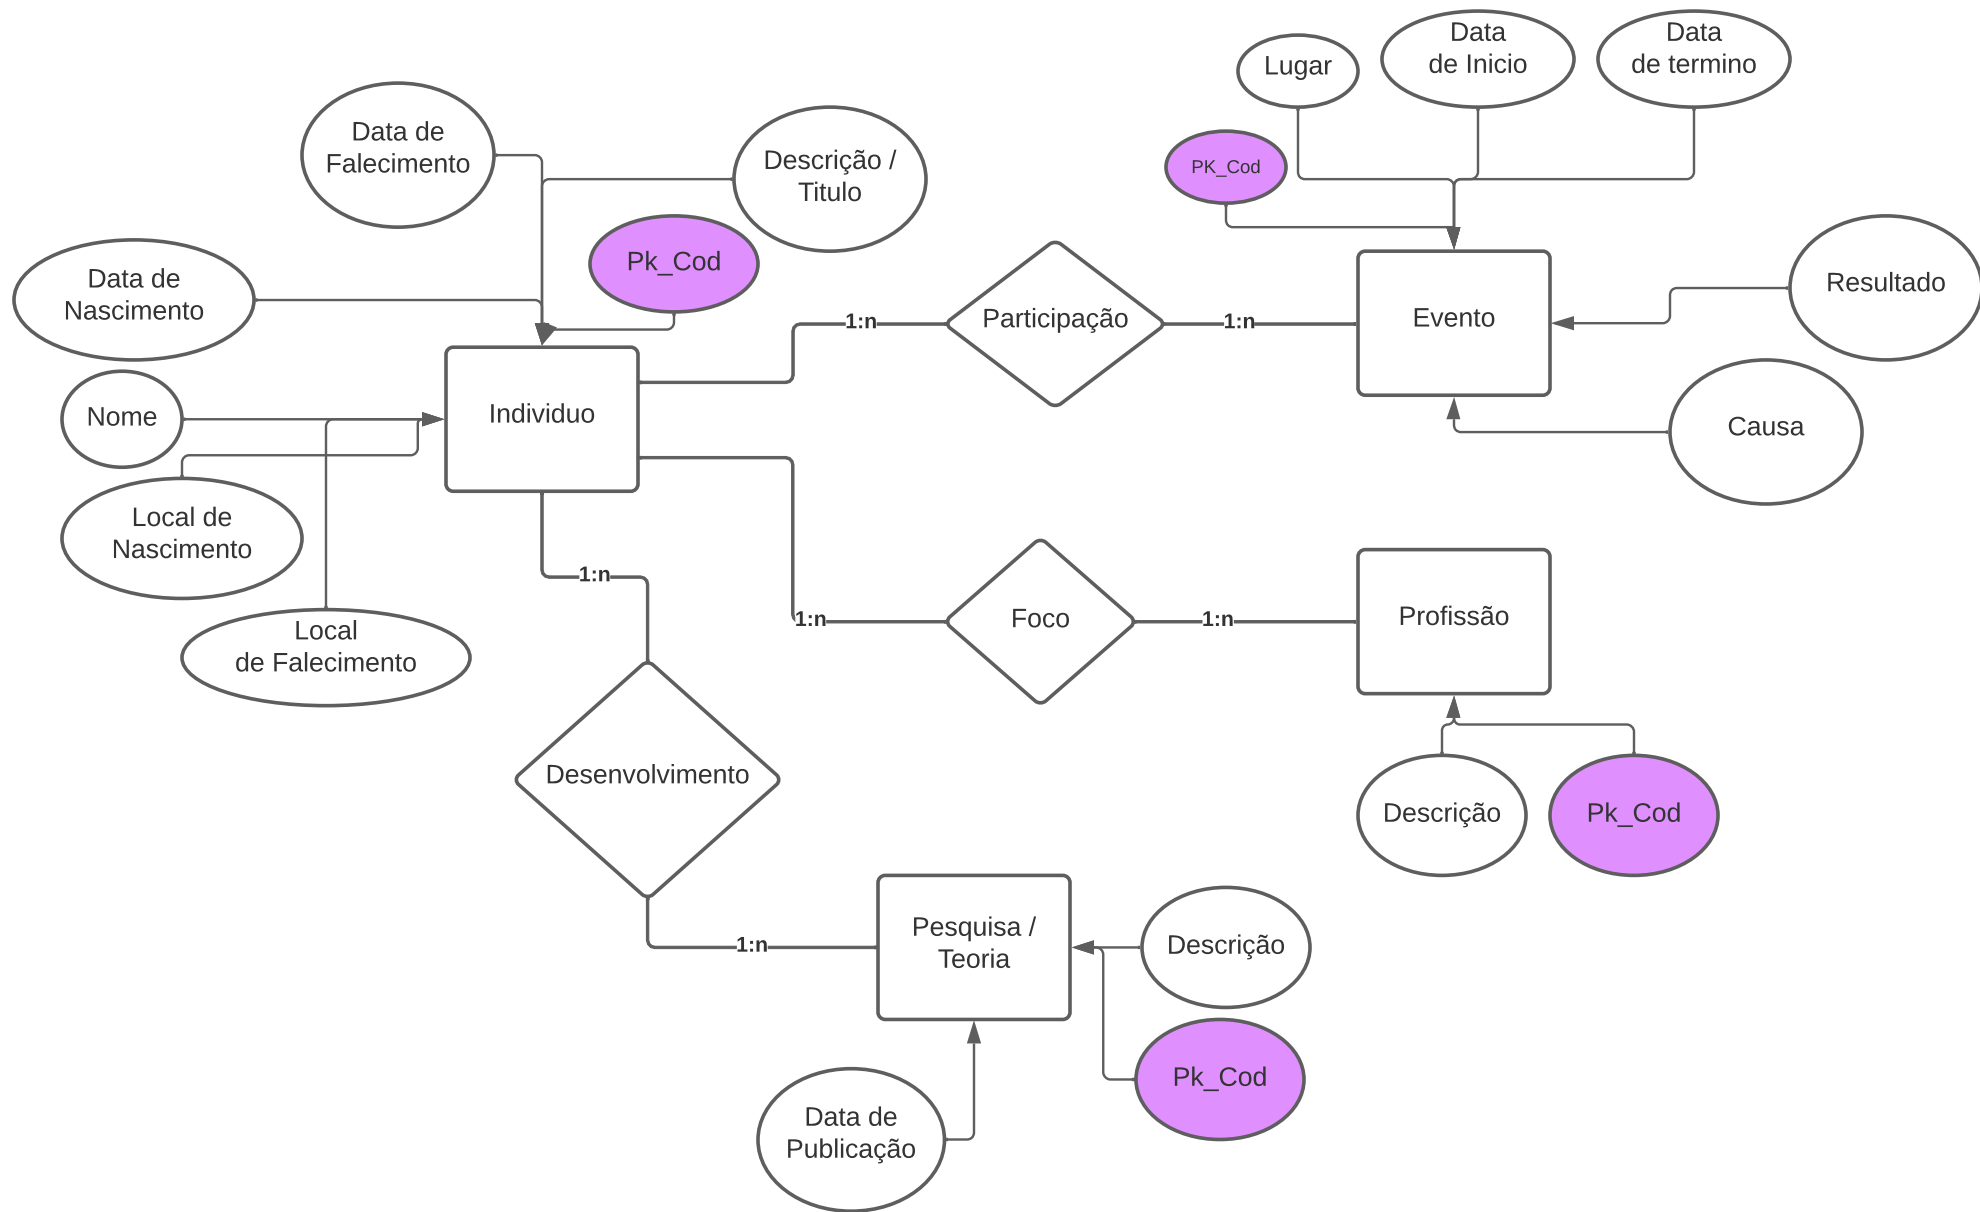 Lugar
Data
de Inicio
Data
de termino
Data de
Falecimento
Descrição /
Titulo
PK_Cod
Pk_Cod
Data de
Nascimento
Resultado
1:n
Participação
1:n
Evento
Nome
Individuo
Causa
Local de
Nascimento
1:n
1:n
Foco
1:n
Profissão
Local
de Falecimento
Desenvolvimento
Descrição
Pk_Cod
1:n
Pesquisa /
Teoria
Descrição
Pk_Cod
Data de
Publicação